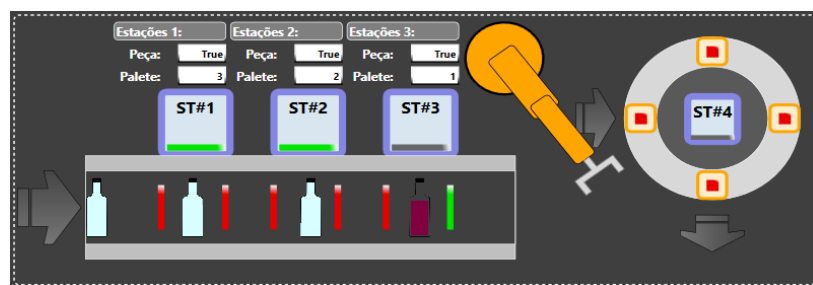 Estações 1: Estações 2: Estações 3:
Peça: True Peça: True Peça: True
Palete: 3 Palete: 2 Palete: 1
ST#1 ST#2 ST#3 ST#4